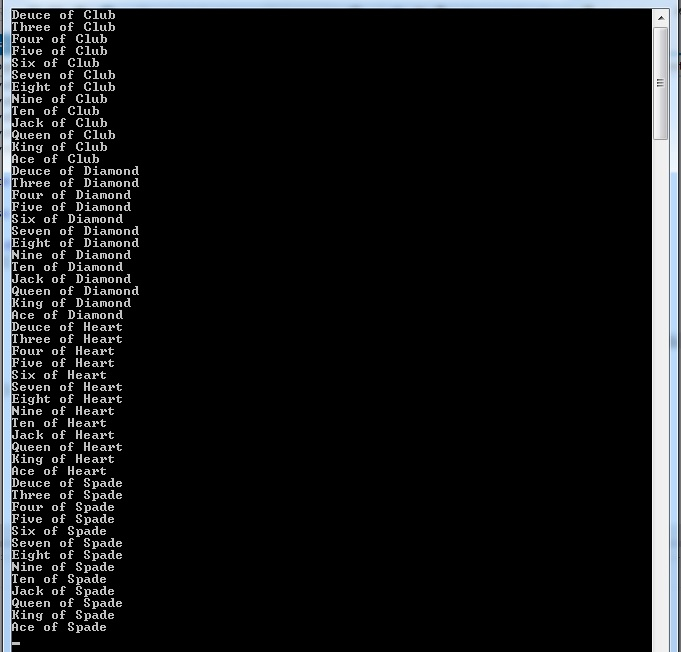 Deuce of Club
Three of Club
Four of Club
Five of Club
Six of Club
Seven of Club
Eight of Club
Nine of Club
Ten of Club
Jack of Club
Queen of Club
King of Club
Ace of Club
Deuce of Diamond
Three of Diamond
Four of Diamond
Five of Diamond
Six of Diamond
Seven of Diamond
Eight of Diamond
Nine of Diamond
Ten of Diamond
Jack of Diamond
Queen of Diamond
King of Diamond
Ace of Diamond
Deuce of Heart
Three of Heart
Four of Heart
Five of Heart
Six of Heart
Seven of Heart
Eight of Heart
Nine of Heart
Ten of Heart
Jack of Heart
Queen of Heart
King of Heart
Ace of Heart
Deuce of Spade
Three of Spade
Four of Spade
Five of Spade
Six of Spade
Seven of Spade
Eight of Spade
Nine of Spade
Ten of Spade
Jack of Spade
Queen of Spade
King of Spade
Ace of Spade